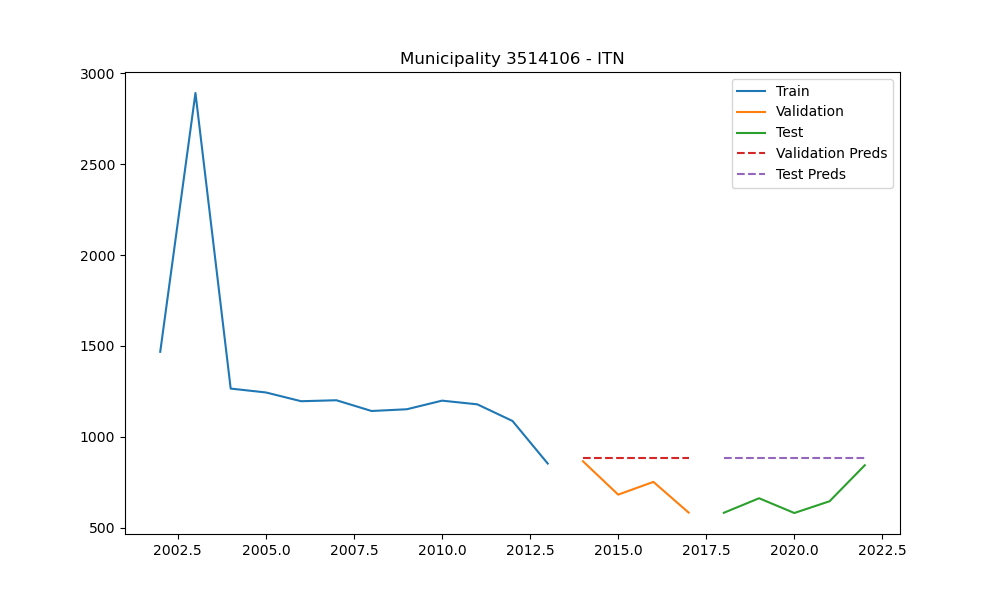 Municipality 3514106 - ITN
3000
2500
2000
1500
1000
500
2002.5 2005.0 2007.5 2010.0 2012.5 2015.0 2017.5 2020.0 2022.5
Train
Validation
Test
Validation Preds
Test Preds